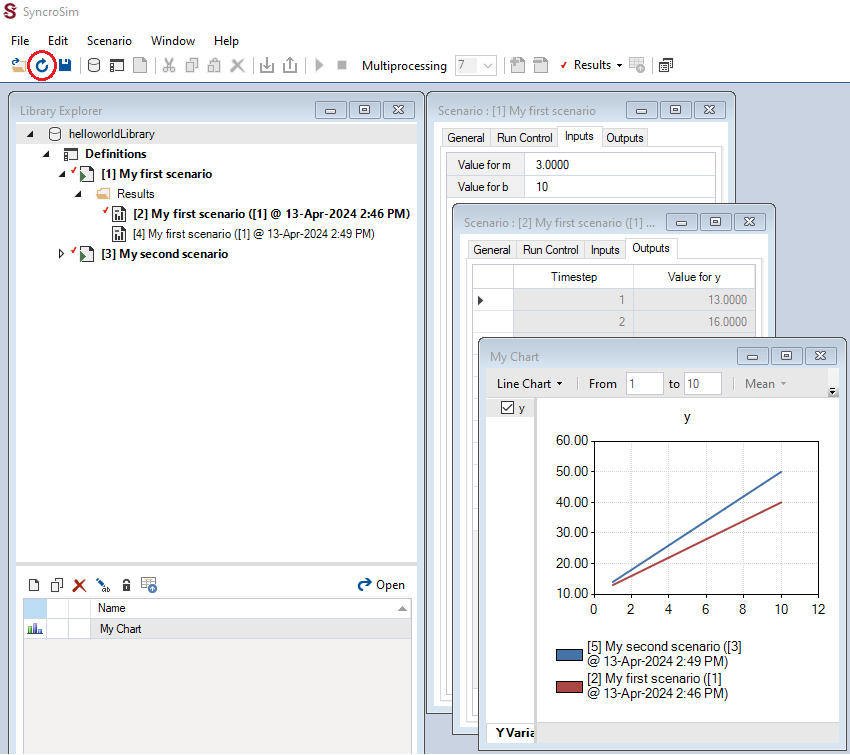 SyncroSim
File Edit Scenario Window Help
Multiprocessing 7 Results
Library Explorer
helloworldLibrary
Definitions
[1] My first scenario
Results
[2] My first scenario ([1] @ 13-Apr-2024 2:46 PM)
[4] My first scenario ([1] @ 13-Apr-2024 2:49 PM)
[3] My second scenario
Open
Name
My Chart
Scenario : [1] My first scenario
General Run Control Inputs Outputs
Value for m 3.0000
Value for b 10
Scenario : [2] My first scenario ([1] ...
General Run Control Inputs Outputs
Timestep Value for y
1 13.0000
2 16.0000
My Chart
Line Chart From 1 to 10 Mean
y
y
60.00
50.00
40.00
30.00
20.00
10.00
0 2 4 6 8 10 12
[5] My second scenario ([3]
@ 13-Apr-2024 2:49 PM)
[2] My first scenario ([1]
@ 13-Apr-2024 2:46 PM)
Y Varia